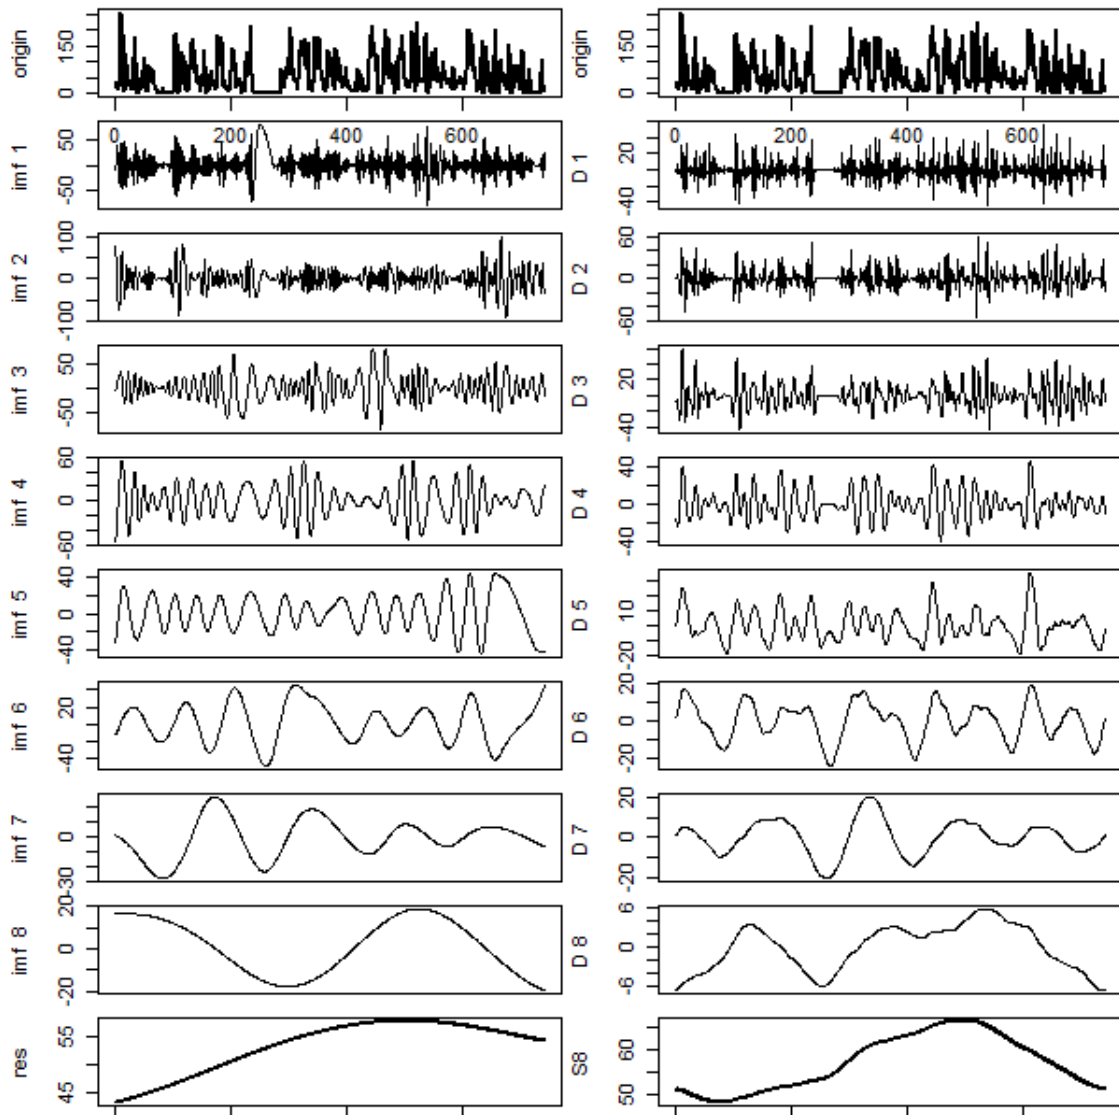 origin 150 0
origin 150 0
0 200 400 600
0 200 400 600
imf 1 50 -50
D 1 20 -40
imf 2 100 0 -100
D 2 60 0 -60
imf 3 50 -50
D 3 20 -40
imf 4 60 0 -60
D 4 40 0 -40
imf 5 40 0 -40
D 5 10 -20
imf 6 20 -40
D 6 20 0 -20
imf 7 0 -30
D 7 20 0 -20
imf 8 20 0 -20
D 8 6 0 -6
res 55 45
S8 60 50